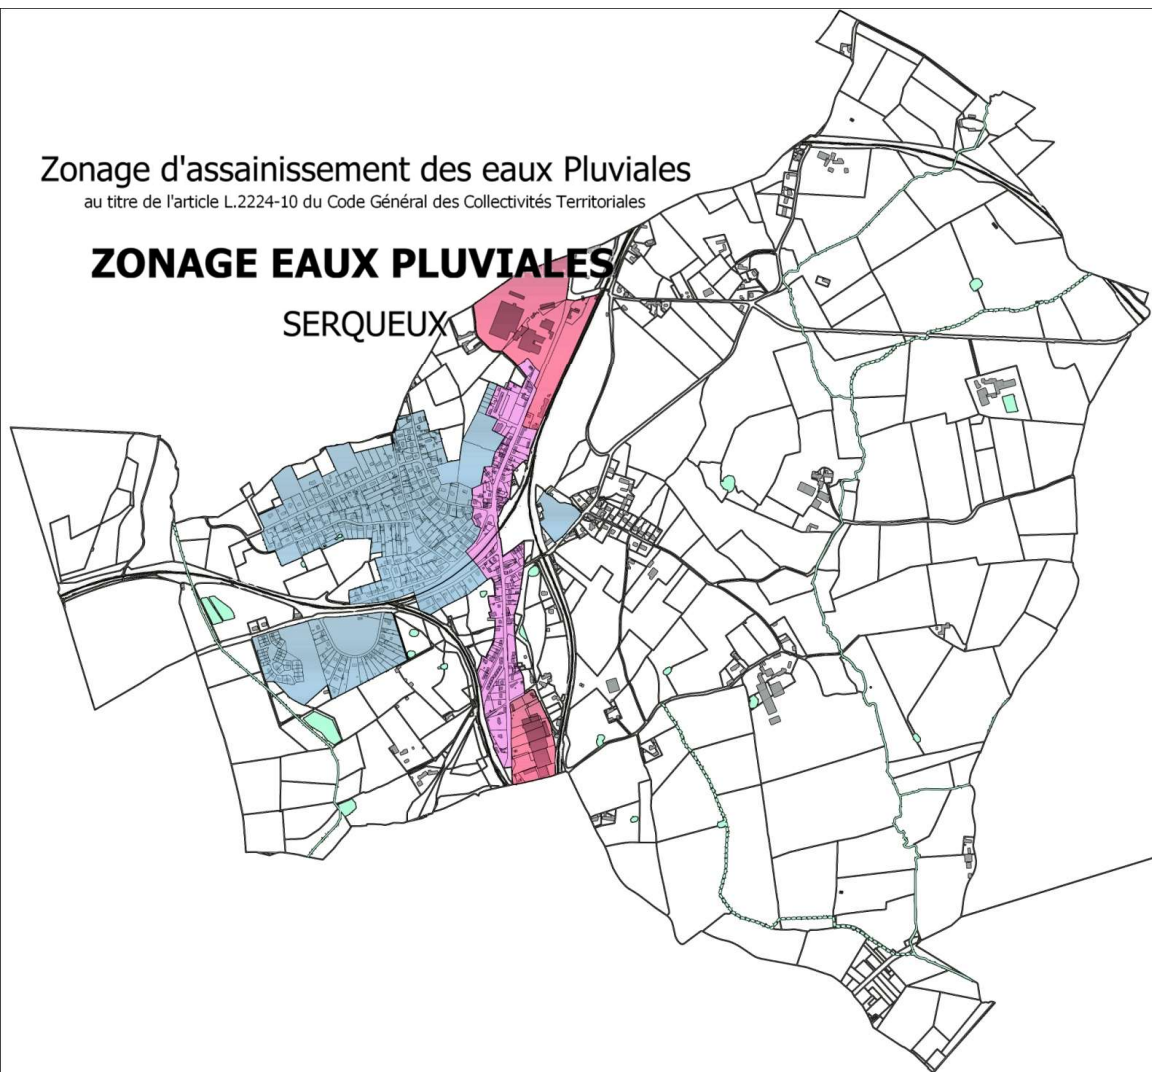 Zonage d'assainissement des eaux Pluviales
au titre de l'article L.2224-10 du Code Général des Collectivités Territoriales
ZONAGE EAUX PLUVIALES
SERQUEUX